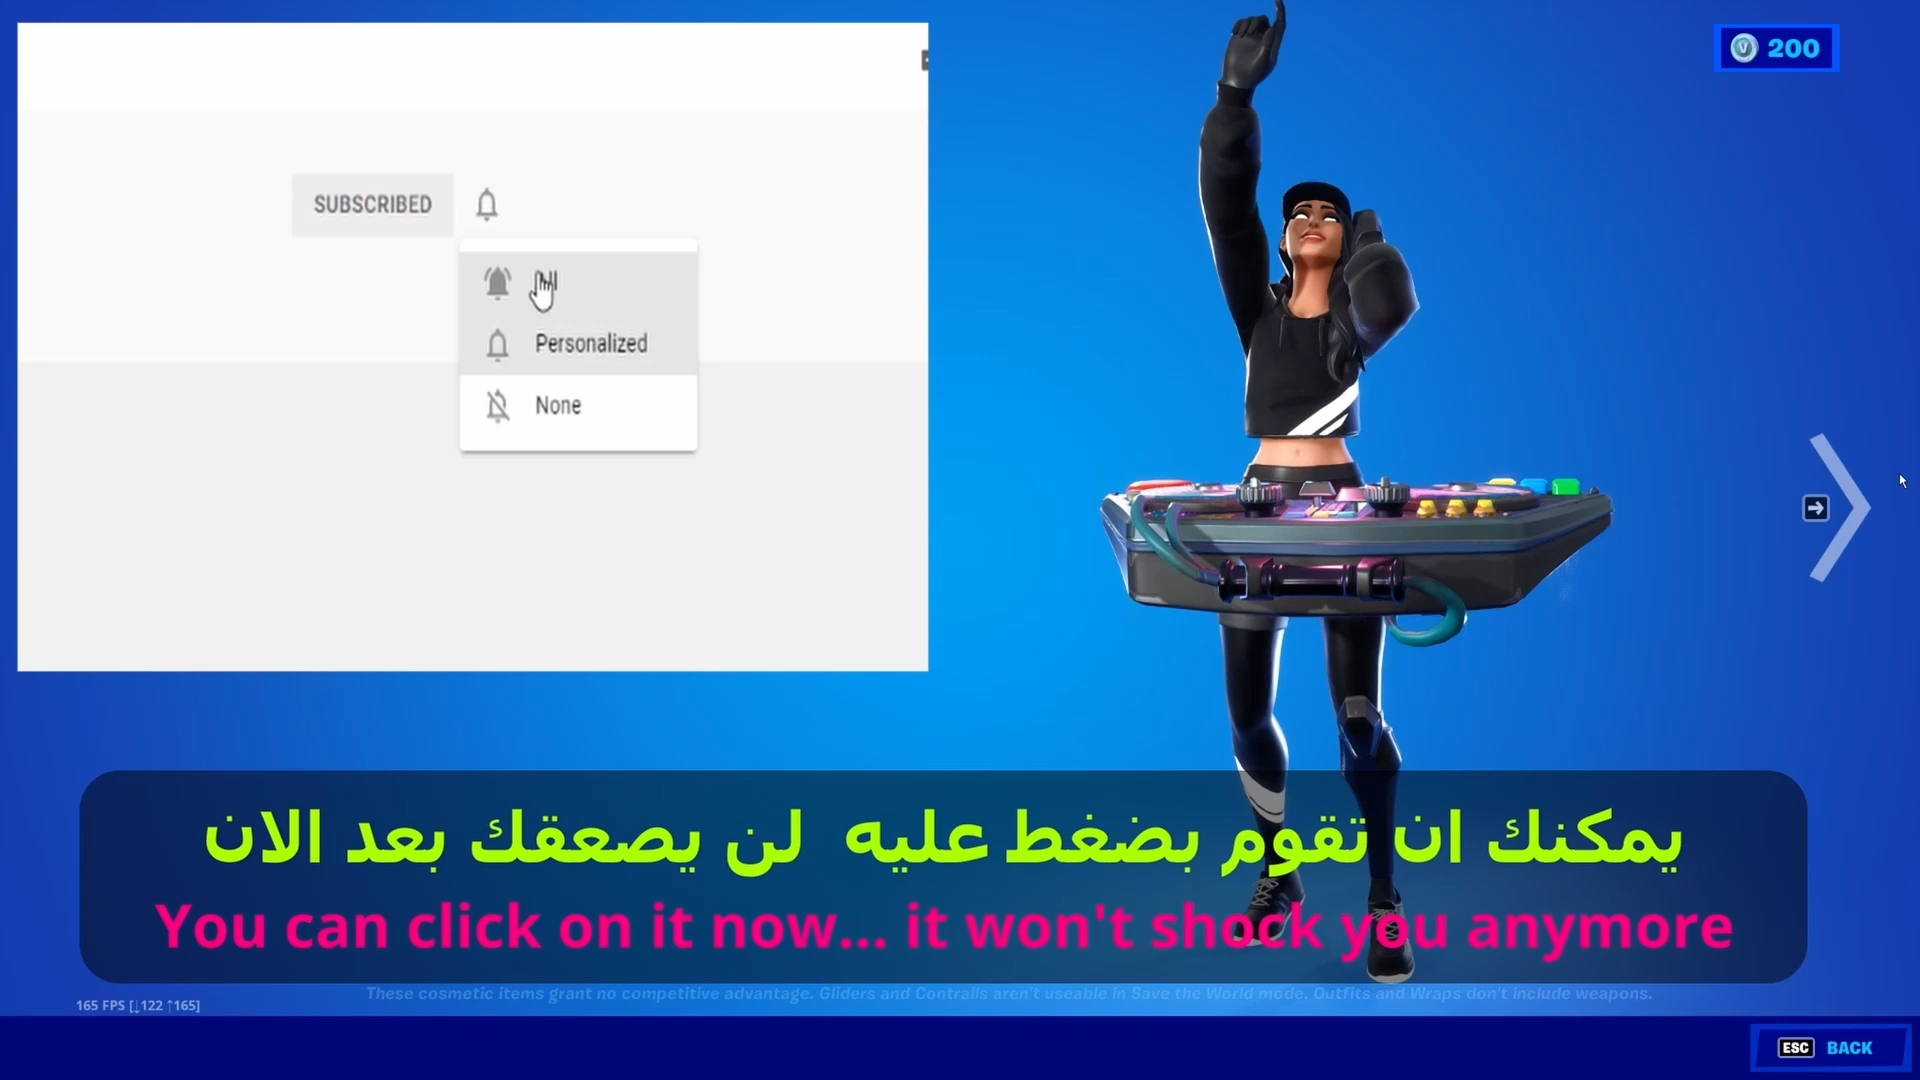 200
SUBSCRIBED
All
Personalized
None
يمكنك ان تقوم بضغط عليه لن يصعقك بعد الان
You can click on it now... it won't shock you anymore
These cosmetic items grant no competitive advantage. Gliders and Contrails aren't useable in Save the World mode. Outfits and Wraps don't include weapons.
165 FPS [↓122 ↑165]
ESC BACK